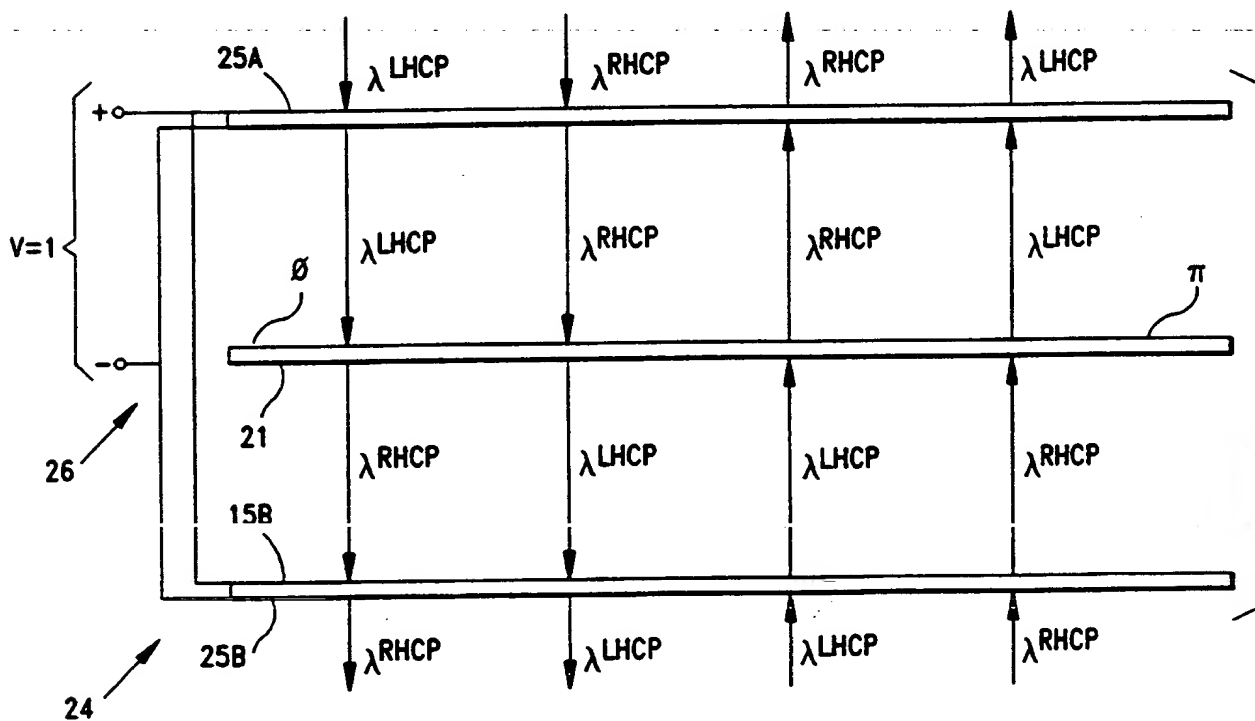 25A
λLHCP λRHCP λRHCP λLHCP
+
V=1
λLHCP λRHCP λRHCP λLHCP
ø π
-
21
26
λRHCP λLHCP λLHCP λRHCP
15B
25B
λRHCP λLHCP λLHCP λRHCP
24